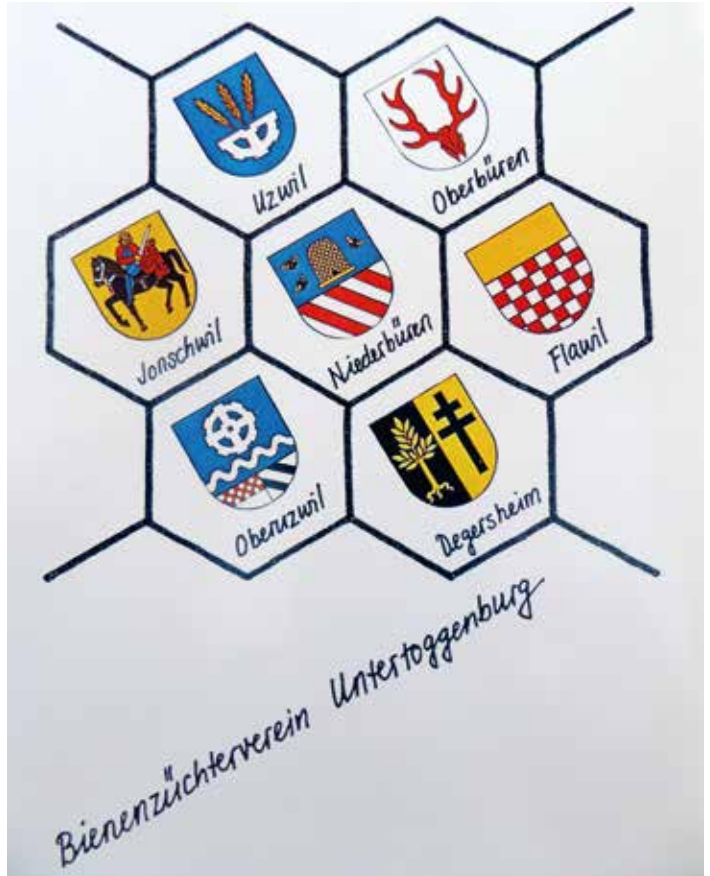 Uzwil
Oberbüren
Jonschwil
Niederbüren
Flawil
Oberuzwil
Degersheim
Bienenzüchterverein Untertoggenburg